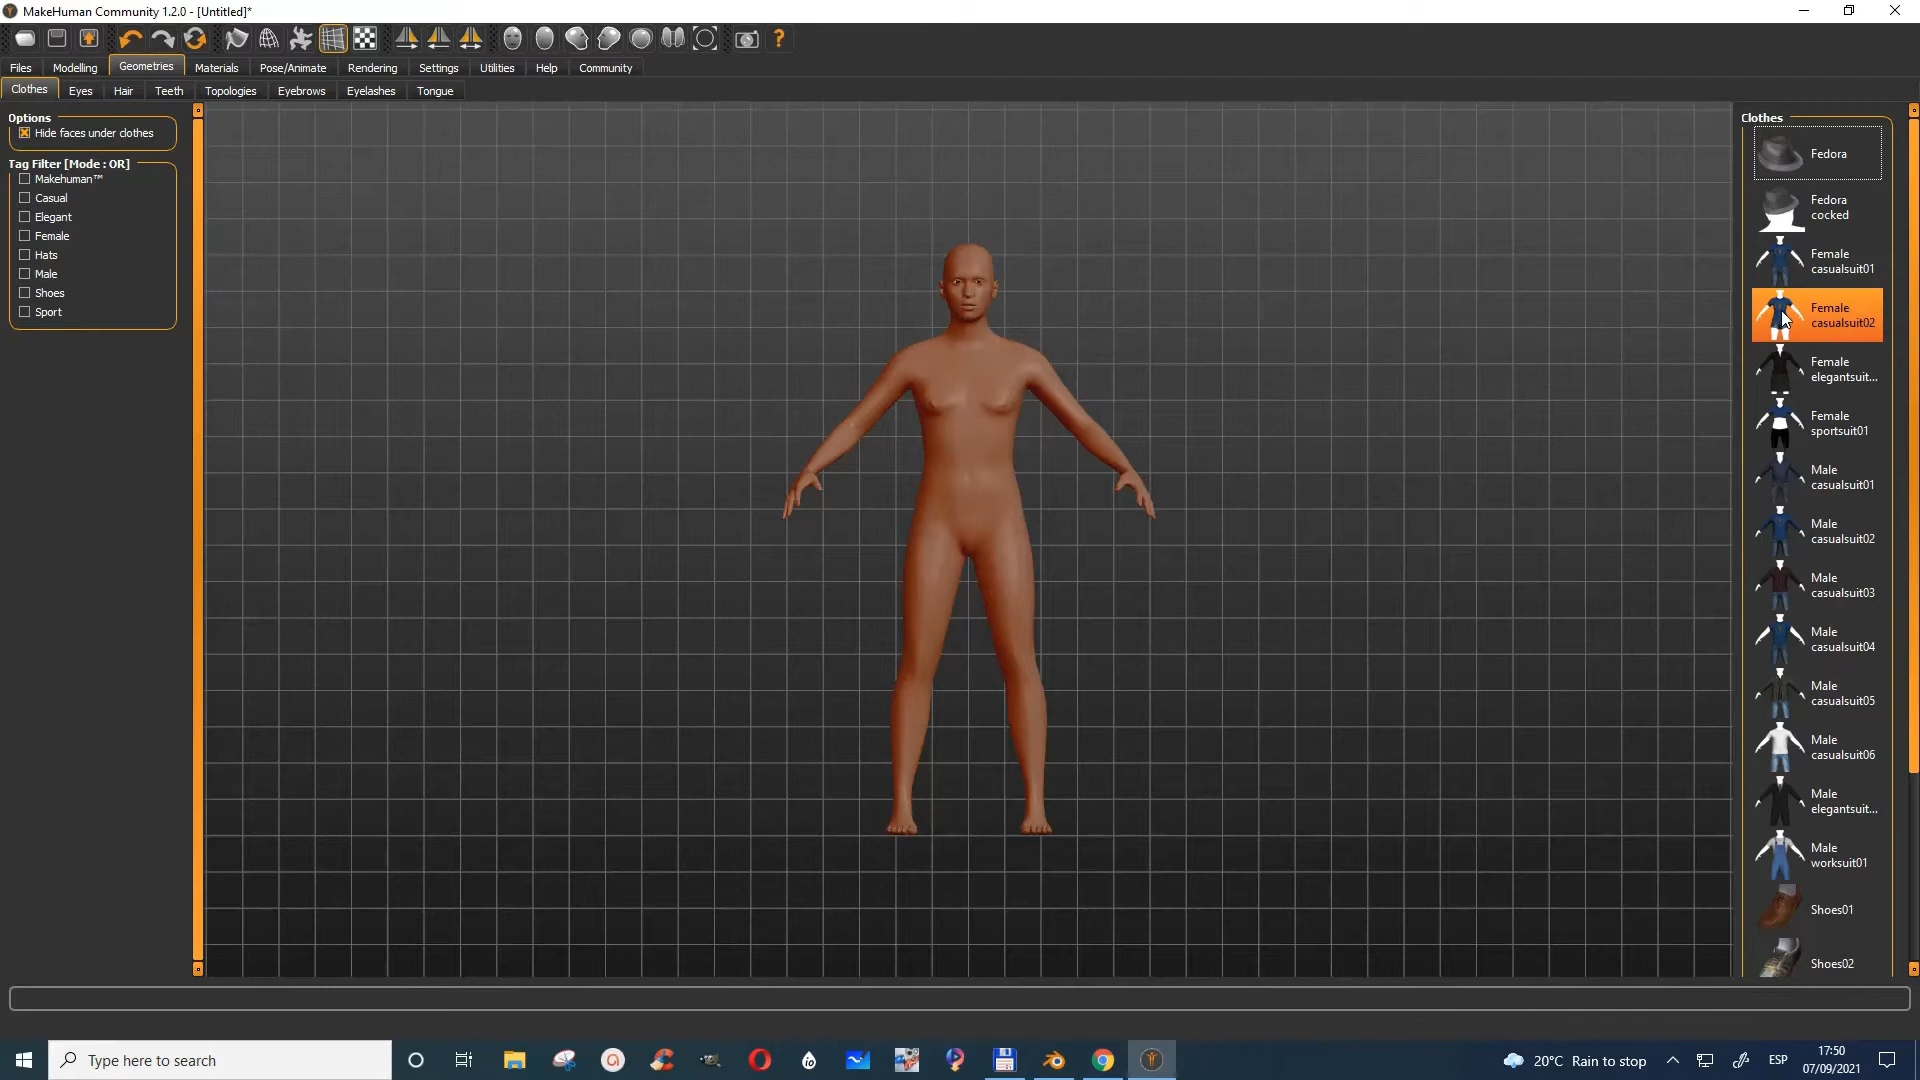 MakeHuman Community 1.2.0 - [Untitled]*
Files Modelling Geometries Materials Pose/Animate Rendering Settings Utilities Help Community
Clothes Eyes Hair Teeth Topologies Eyebrows Eyelashes Tongue
Options
Hide faces under clothes
Tag Filter [Mode : OR]
Makehuman™
Casual
Elegant
Female
Hats
Male
Shoes
Sport
Clothes
Fedora
Fedora
cocked
Female
casualsuit01
Female
casualsuit02
Female
elegantsuit...
Female
sportsuit01
Male
casualsuit01
Male
casualsuit02
Male
casualsuit03
Male
casualsuit04
Male
casualsuit05
Male
casualsuit06
Male
elegantsuit...
Male
worksuit01
Shoes01
Shoes02
Type here to search
io
20°C Rain to stop
ESP
17:50
07/09/2021